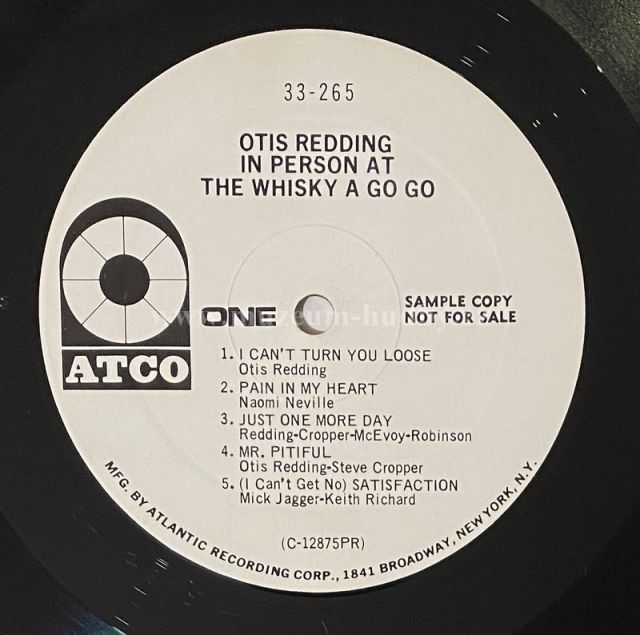 33-265
OTIS REDDING
IN PERSON AT
THE WHISKY A GO GO
ATCO
ONE
SAMPLE COPY
NOT FOR SALE
1. I CAN'T TURN YOU LOOSE
Otis Redding
2. PAIN IN MY HEART
Naomi Neville
3. JUST ONE MORE DAY
Redding-Cropper-McEvoy-Robinson
4. MR. PITIFUL
Otis Redding-Steve Cropper
5. (I Can't Get No) SATISFACTION
Mick Jagger-Keith Richard
(C-12875PR)
MFG. BY ATLANTIC RECORDING CORP., 1841 BROADWAY, NEW YORK, N.Y.